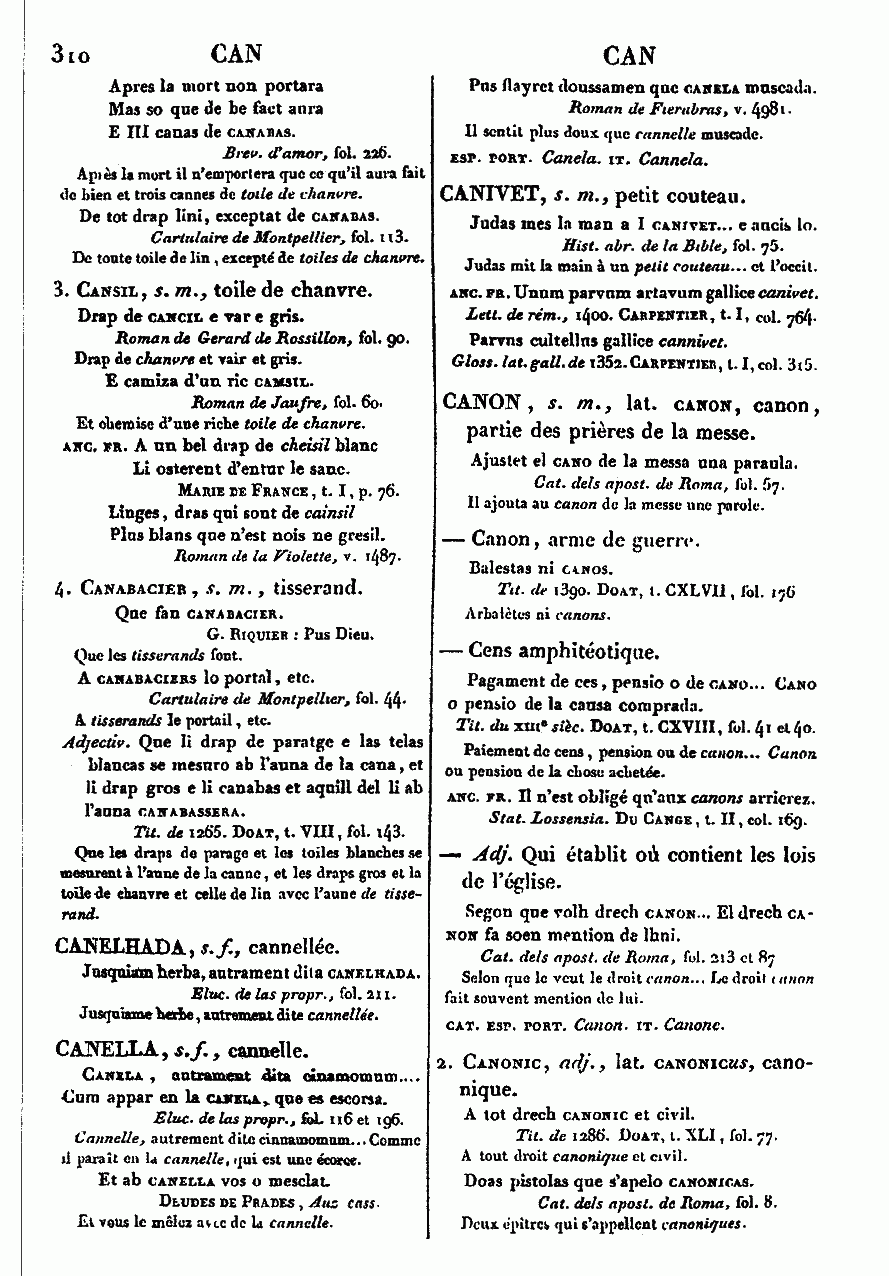 310 CAN
Apres la mort non portara
Mas so que de be fact aura
E III canas de CANABAS.
Brev. d'amor, fol. 226.
Après la mort il n'emportera que ce qu'il aura fait
de bien et trois cannes de toile de chanvre.
De tot drap lini, exceptat de CANABAS.
Cartulaire de Montpellier, fol. 113.
De toute toile de lin, excepté de toiles de chanvre.
3. CANSIL, s. m., toile de chanvre.
Drap de CANCIL e var e gris.
Roman de Gerard de Rossillon, fol. 90.
Drap de chanvre et vair et gris.
E camiza d'un ric CAMSIL.
Roman de Jaufre, fol. 60.
Et chemise d'une riche toile de chanvre.
ANC. FR. A un bel drap de cheisil blanc
Li osterent d'entur le sanc.
MARIE DE FRANCE, t. I, p. 76.
Linges, dras qui sont de cainsil
Plus blans que n'est nois ne gresil.
Roman de la Violette, v. 1487.
4. CANABACIER, s. m., tisserand.
Que fan CANABACIER.
G. RIQUIER : Pus Dieu.
Que les tisserands font.
A CANABACIERS lo portal, etc.
Cartulaire de Montpellier, fol. 44.
A tisserands le portail, etc.
Adjectiv. Que li drap de paratge e las telas
blancas se mesuro ab l'auna de la cana, et
li drap gros e li canabas et aquill del li ab
l'auna CANABASSERA.
Tit. de 1265. DOAT, t. VIII, fol. 143.
Que les draps de parage et les toiles blanches se
mesurent à l'aune de la canne, et les draps gros et la
toile de chanvre et celle de lin avec l'aune de tisse-
rand.
CANELHADA, s. f., cannellée.
Jusquiam herba, autrament dita CANELHADA.
Eluc. de las propr., fol. 211.
Jusquiame herbe, autrement dite cannellée.
CANELLA, s. f., cannelle.
CANELA, autrament dita cinamomum....
Cum appar en la CANELA, que es escorsa.
Eluc. de las propr., fol. 116 et 196.
Cannelle, autrement dite cinnamomum... Comme
il paraît en la cannelle, qui est une écorce.
Et ab CANELLA vos o mesclat.
DEUDES DE PRADES, Auz cass.
Et vous le mêlez avec de la cannelle.
CAN
Pus flayret doussamen que CANELA muscada.
Roman de Fierabras, v. 4981.
Il sentit plus doux que cannelle muscade.
ESP. PORT. Canela. IT. Cannela.
CANIVET, s. m., petit couteau.
Judas mes la man a I CANIVET... e aucis lo.
Hist. abr. de la Bible, fol. 75.
Judas mit la main à un petit couteau... et l'occit.
ANC. FR. Unum parvum artavum gallice canivet.
Lett. de rém., 1400. CARPENTIER, t. I, col. 764.
Parvus cultellus gallice cannivet.
Gloss. lat. gall. de 1352. CARPENTIER, t. I, col. 315.
CANON, s. m., lat. CANON, canon,
partie des prières de la messe.
Ajustet el CANO de la messa una paraula.
Cat. dels apost. de Roma, fol. 57.
Il ajouta au canon de la messe une parole.
— Canon, arme de guerre.
Balestas ni CANOS.
Tit. de 1390. DOAT, t. CXLVII, fol. 176
Arbalètes ni canons.
— Cens amphitéotique.
Pagament de ces, pensio o de CANO... CANO
o pensio de la causa comprada.
Tit. du XIIIe sièc. DOAT, t. CXVIII, fol. 41 et 40.
Paiement de cens, pension ou de canon... Canon
ou pension de la chose achetée.
ANC. FR. Il n'est obligé qu'aux canons arrierez.
Stat. Lossensia. DU CANGE, t. II, col. 169.
— Adj. Qui établit où contient les lois
de l'église.
Segon que volh drech CANON... El drech CA-
NON fa soen mention de lhui.
Cat. dels apost. de Roma, fol. 213 et 87
Selon que le veut le droit canon... Le droit canon
fait souvent mention de lui.
CAT. ESP. PORT. Canon. IT. Canone.
2. CANONIC, adj., lat. CANONICus, cano-
nique.
A tot drech CANONIC et civil.
Tit. de 1286. DOAT, t. XLI, fol. 77.
A tout droit canonique et civil.
Doas pistolas que s'apelo CANONICAS.
Cat. dels apost. de Roma, fol. 8.
Deux épîtres qui s'appellent canoniques.